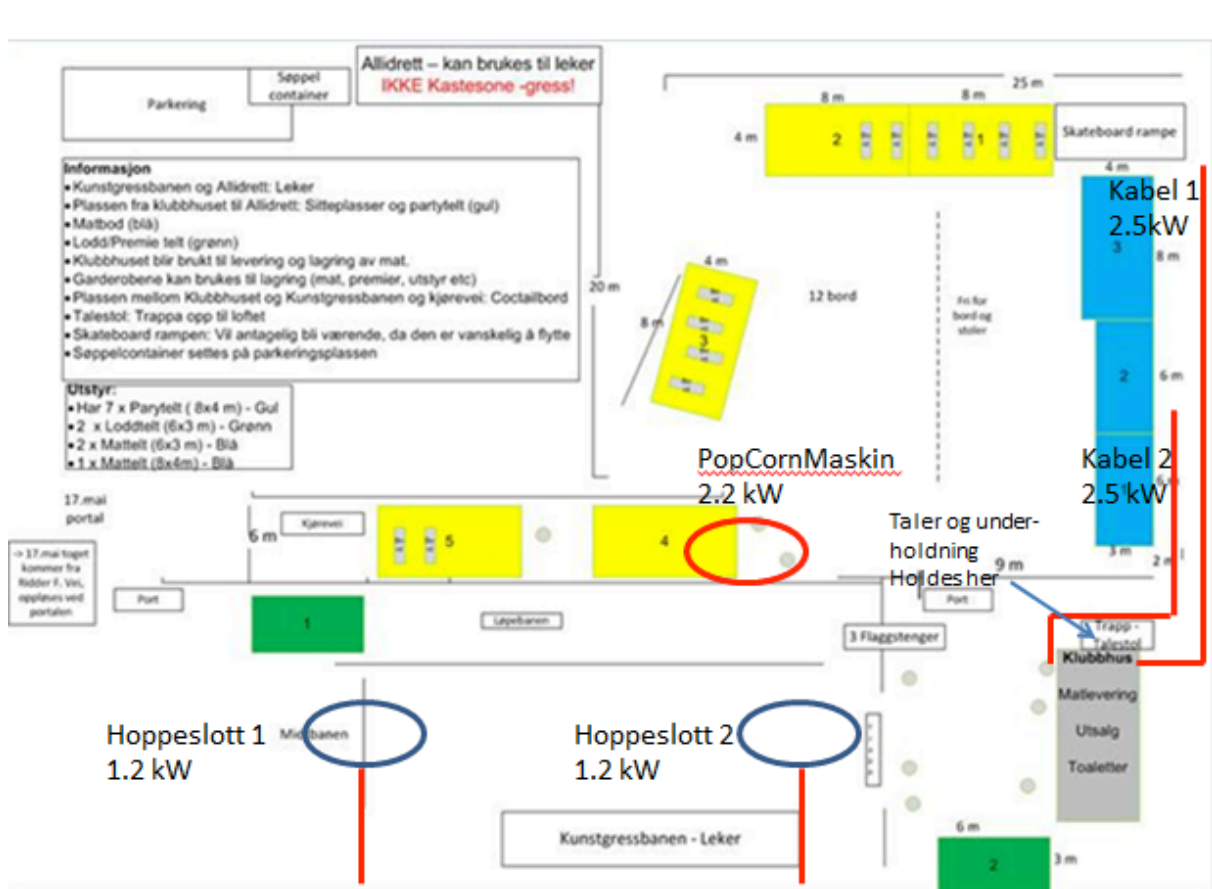 Allidrett – kan brukes til leker
IKKE Kastesone -gress!
Søppel
container
Parkering
25 m
8 m
8 m
4 m
2
1
Skateboard rampe
4 m
Kabel 1
2.5kW
3
8 m
Informasjon
• Kunstgressbanen og Allidrett: Leker
• Plassen fra klubbhuset til Allidrett: Sitteplasser og partytelt (gul)
• Matbod (blå)
• Lodd/Premie telt (grønn)
• Klubbhuset blir brukt til levering og lagring av mat.
• Garderobene kan brukes til lagring (mat, premier, utstyr etc)
• Plassen mellom Klubbhuset og Kunstgressbanen og kjørevei: Coctailbord
• Talestol: Trappa opp til loftet
• Skateboard rampen: Vil antagelig bli værende, da den er vanskelig å flytte
• Søppelcontainer settes på parkeringsplassen
20 m
4 m
8 m
3
12 bord
Fri for
bord og
stoler
2
6 m
Utstyr:
• Har 7 x Parytelt ( 8x4 m) - Gul
• 2 x Loddtelt (6x3 m) - Grønn
• 2 x Mattelt (6x3 m) - Blå
• 1 x Mattelt (8x4m) - Blå
PopCornMaskin
2.2 kW
Kabel 2
2.5 kW
1
6 m
17.mai
portal
Kjørevei
6 m
5
4
Taler og under-
holdning
Holdes her
3 m
2 m
9 m
-> 17.mai toget
kommer fra
Ridder F. Vei,
oppløses ved
portalen
Port
Port
1
Løpebanen
3 Flaggstenger
Trapp -
Talestol
Klubbhus
Matlevering
Utsalg
Toaletter
Hoppeslott 1
1.2 kW
Midtbanen
Hoppeslott 2
1.2 kW
Kunstgressbanen - Leker
6 m
2
3 m